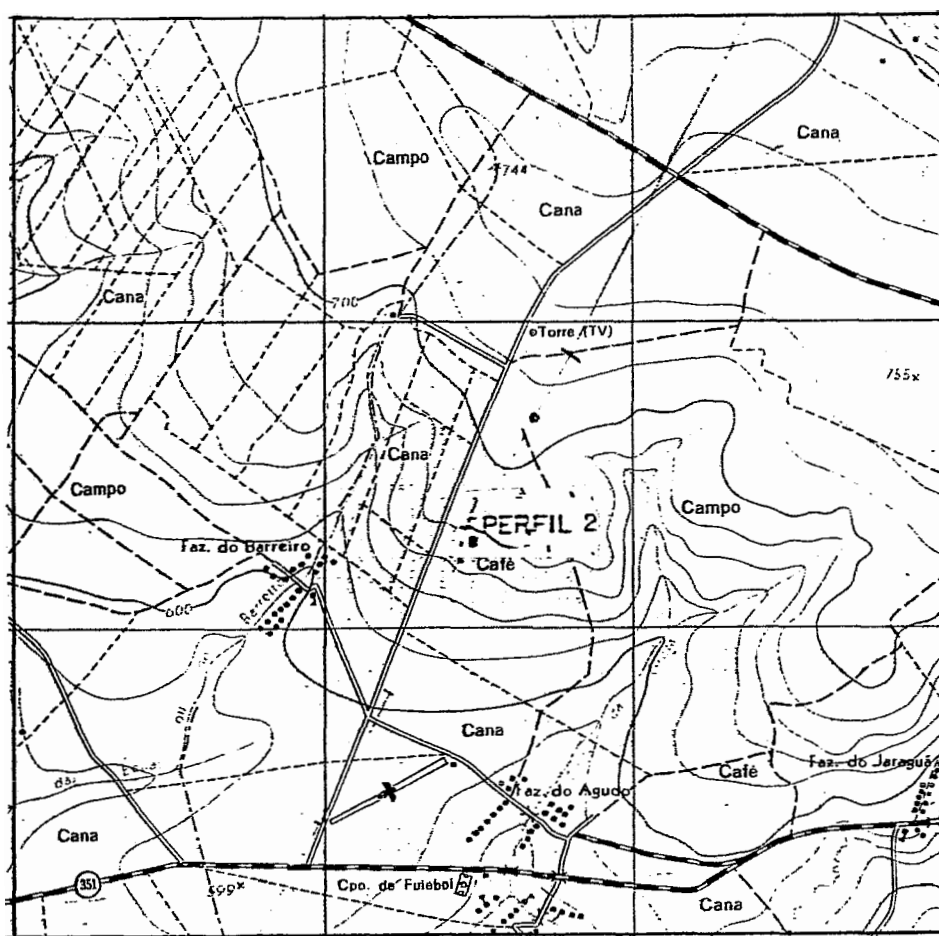 Cana
Campo
744
Cana
Cana
700
Torre (TV)
755x
Cana
Campo
PERFIL 2
Campo
Faz. do Barreiro
Café
Barreiro
600
Cana
Café
Faz. do Jaraguá
Faz. do Agudo
Cana
351
599x
Cpo. de Futebol
Cana